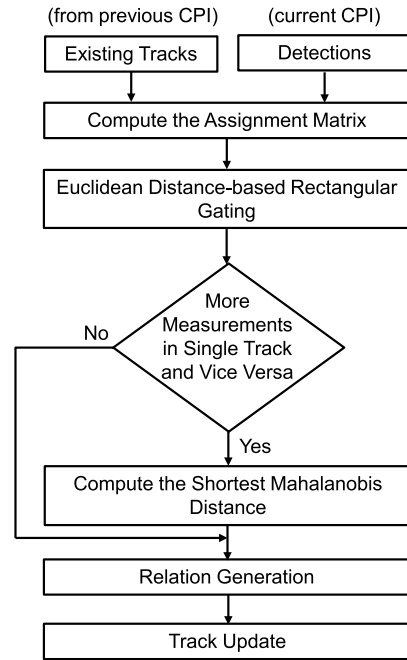 (from previous CPI)
(current CPI)
Existing Tracks
Detections
Compute the Assignment Matrix
Euclidean Distance-based Rectangular
Gating
More
Measurements
in Single Track
and Vice Versa
No
Yes
Compute the Shortest Mahalanobis
Distance
Relation Generation
Track Update